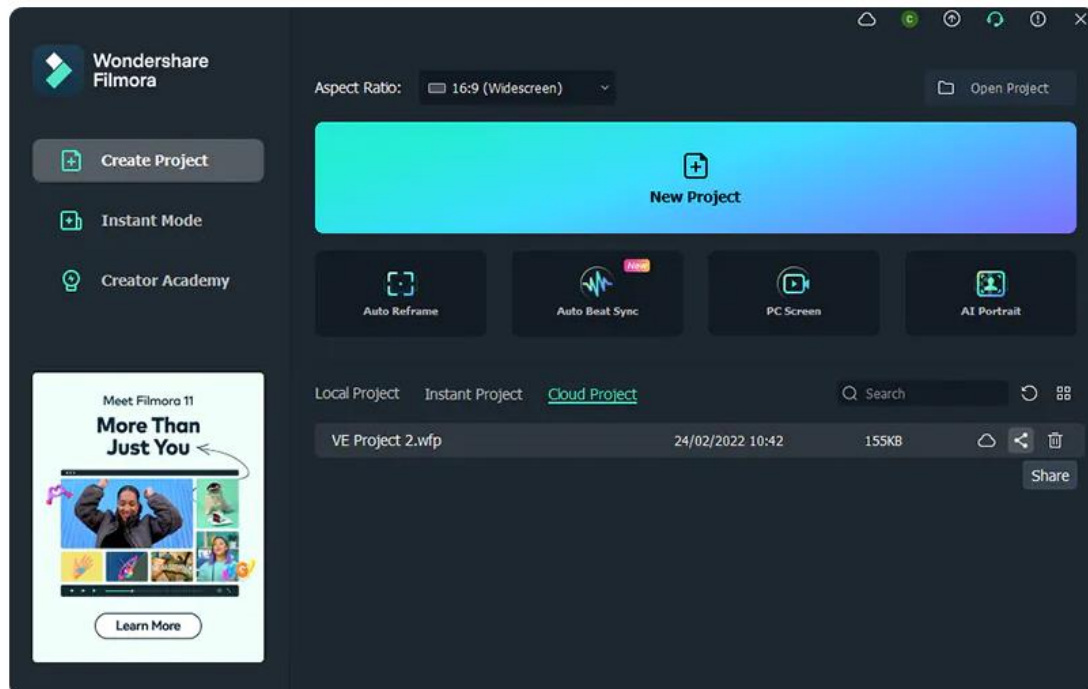 Wondershare
Filmora
C
Aspect Ratio:
16:9 (Widescreen)
Open Project
Create Project
New Project
Instant Mode
Creator Academy
New
Auto Reframe
Auto Beat Sync
PC Screen
AI Portrait
Local Project
Instant Project
Cloud Project
Search
VE Project 2.wfp
24/02/2022 10:42
155KB
Share
Meet Filmora 11
More Than
Just You
Learn More